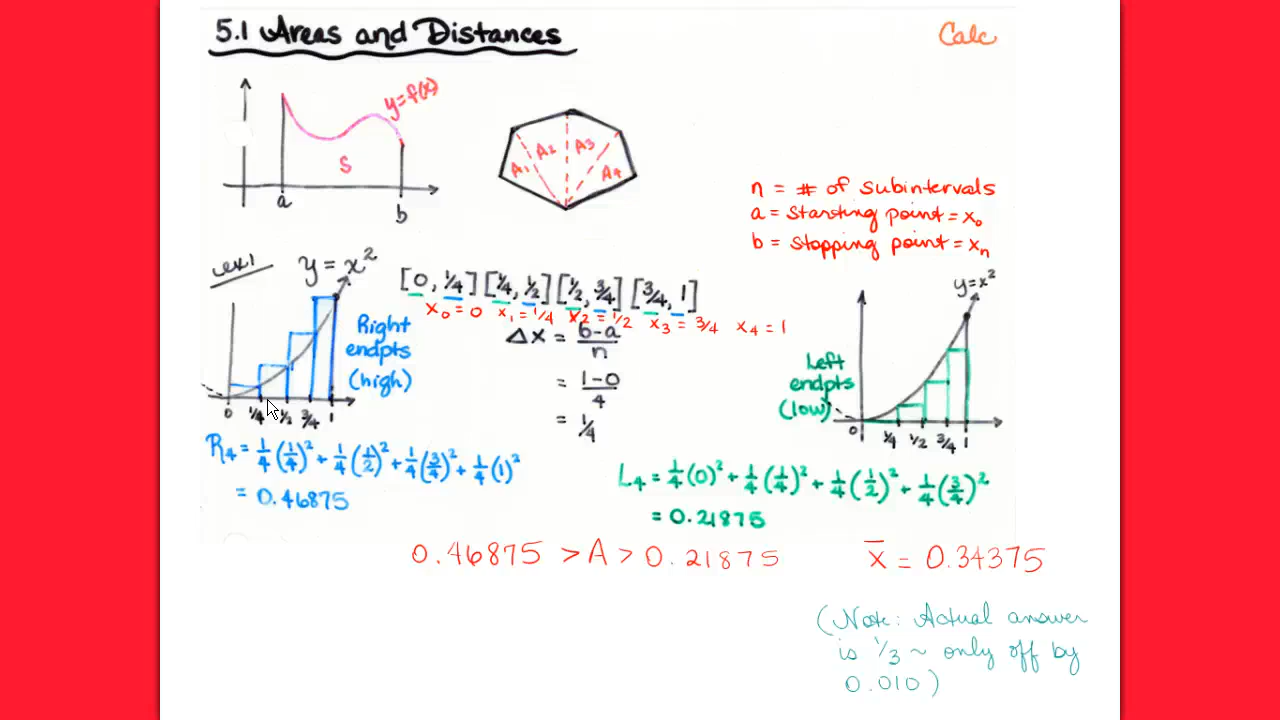 5.1 Areas and Distances
Calc
y=f(x)
S
a
b
A1 A2 A3 A4
n = # of subintervals
a = starting point = x₀
b = stopping point = xₙ
ex1
y = x²
Right
endpts
(high)
0 ¼ ½ ¾ 1
[0, ¼] [¼, ½] [½, ¾] [¾, 1]
x₀ = 0 x₁ = 1/4 x₂ = 1/2 x₃ = 3/4 x₄ = 1
Δx = (b-a)/n
= (1-0)/4
= ¼
y=x²
Left
endpts
(low)
0 ¼ ½ ¾ 1
R₄ = ¼(¼)² + ¼(½)² + ¼(¾)² + ¼(1)²
= 0.46875
L₄ = ¼(0)² + ¼(¼)² + ¼(½)² + ¼(¾)²
= 0.21875
0.46875 > A > 0.21875
x̄ = 0.34375
(Note: Actual answer
is 1/3 ~ only off by
0.010)